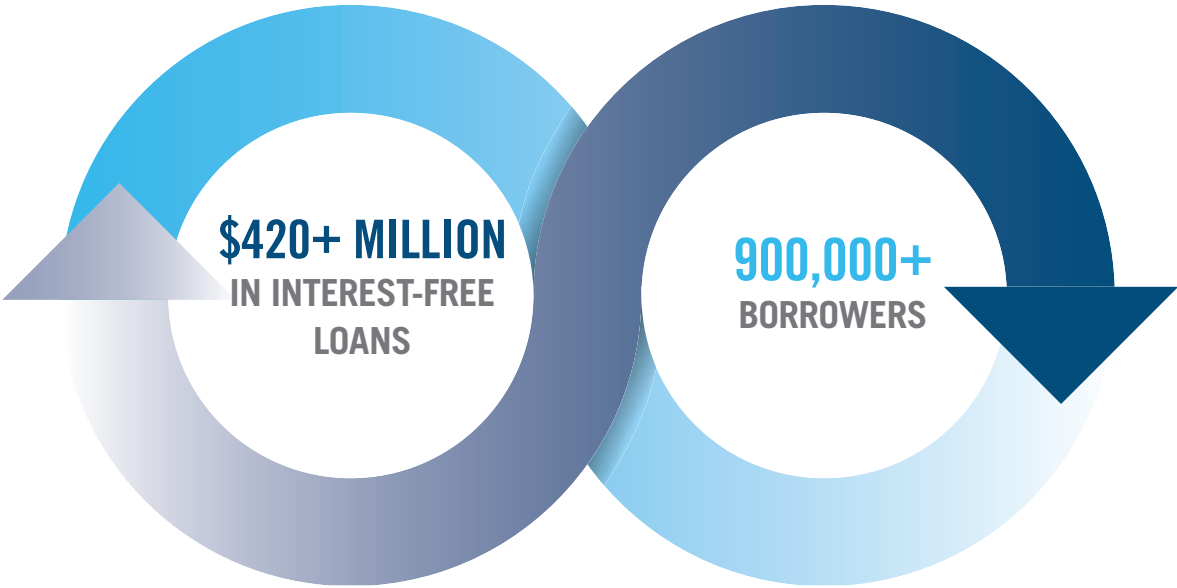 $420+ MILLION
IN INTEREST-FREE
LOANS
900,000+
BORROWERS